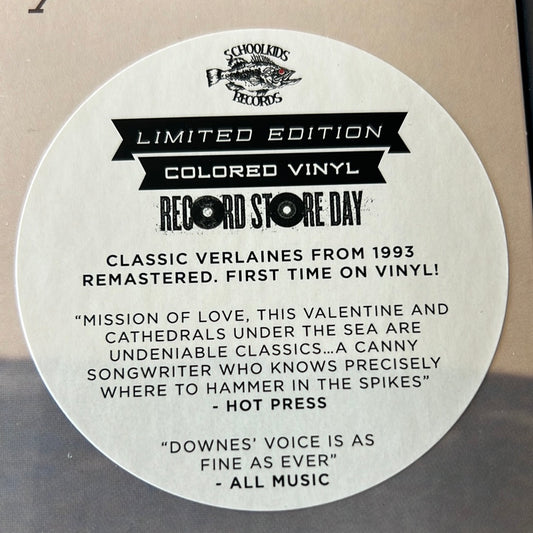 SCHOOLKIDS
RECORDS
LIMITED EDITION
COLORED VINYL
RECORD STORE DAY
CLASSIC VERLAINES FROM 1993
REMASTERED. FIRST TIME ON VINYL!
“MISSION OF LOVE, THIS VALENTINE AND
CATHEDRALS UNDER THE SEA ARE
UNDENIABLE CLASSICS...A CANNY
SONGWRITER WHO KNOWS PRECISELY
WHERE TO HAMMER IN THE SPIKES”
- HOT PRESS
“DOWNES’ VOICE IS AS
FINE AS EVER”
- ALL MUSIC